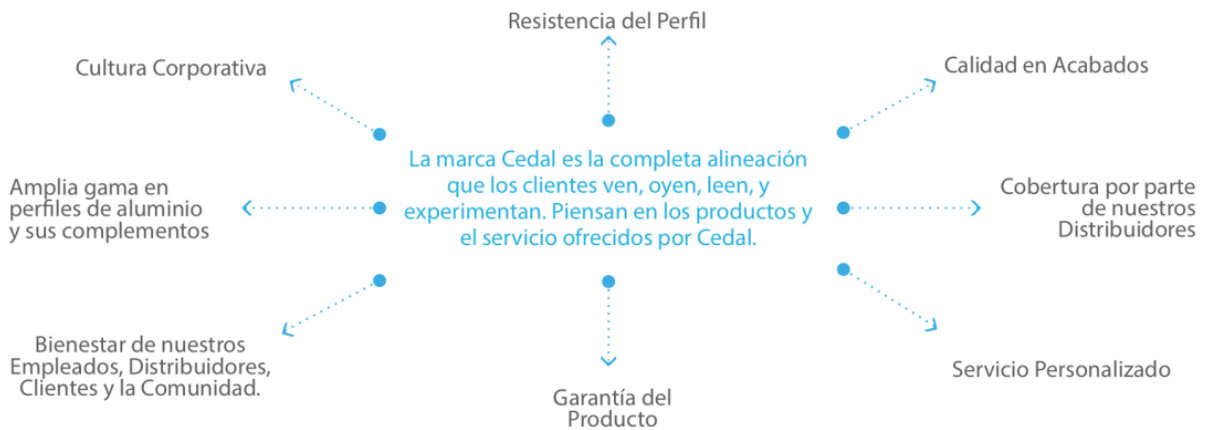 Resistencia del Perfil
Cultura Corporativa
Calidad en Acabados
La marca Cedal es la completa alineación
que los clientes ven, oyen, leen, y
experimentan. Piensan en los productos y
el servicio ofrecidos por Cedal.
Amplia gama en
perfiles de aluminio
y sus complementos
Cobertura por parte
de nuestros
Distribuidores
Bienestar de nuestros
Empleados, Distribuidores,
Clientes y la Comunidad.
Garantía del
Producto
Servicio Personalizado